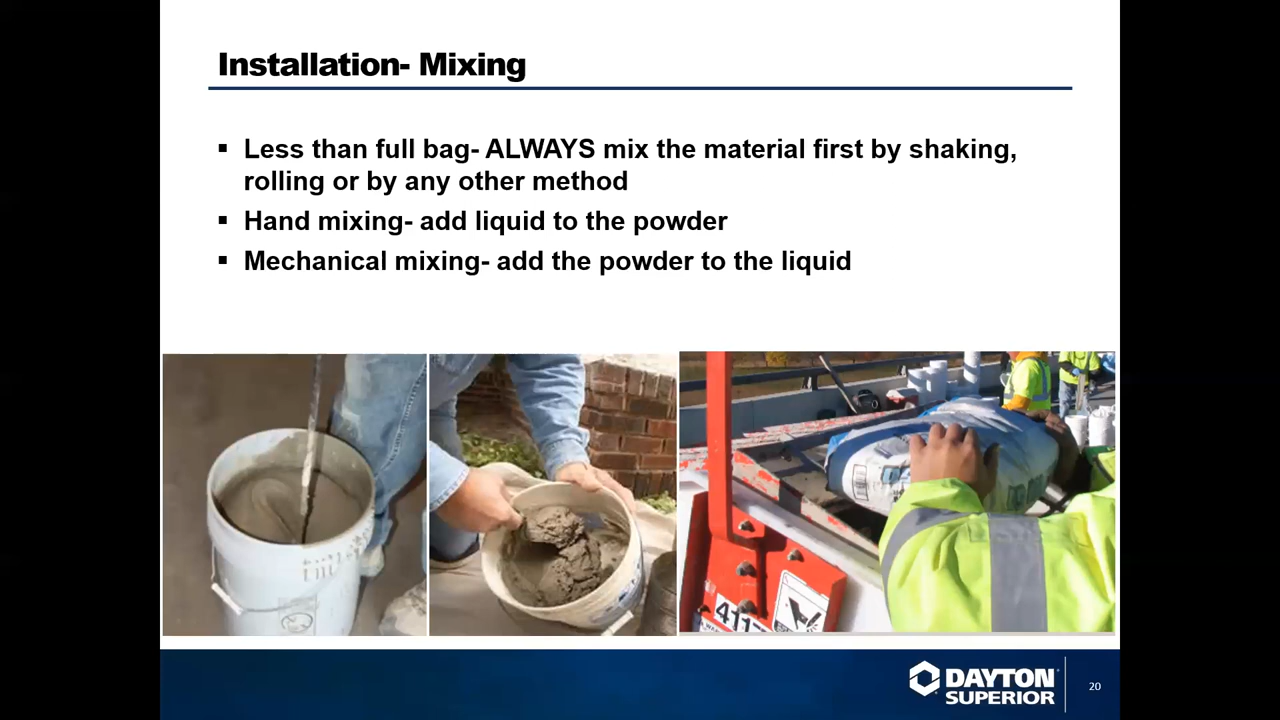 Installation- Mixing
▪ Less than full bag- ALWAYS mix the material first by shaking,
rolling or by any other method
▪ Hand mixing- add liquid to the powder
▪ Mechanical mixing- add the powder to the liquid
411
DAYTON
SUPERIOR
20